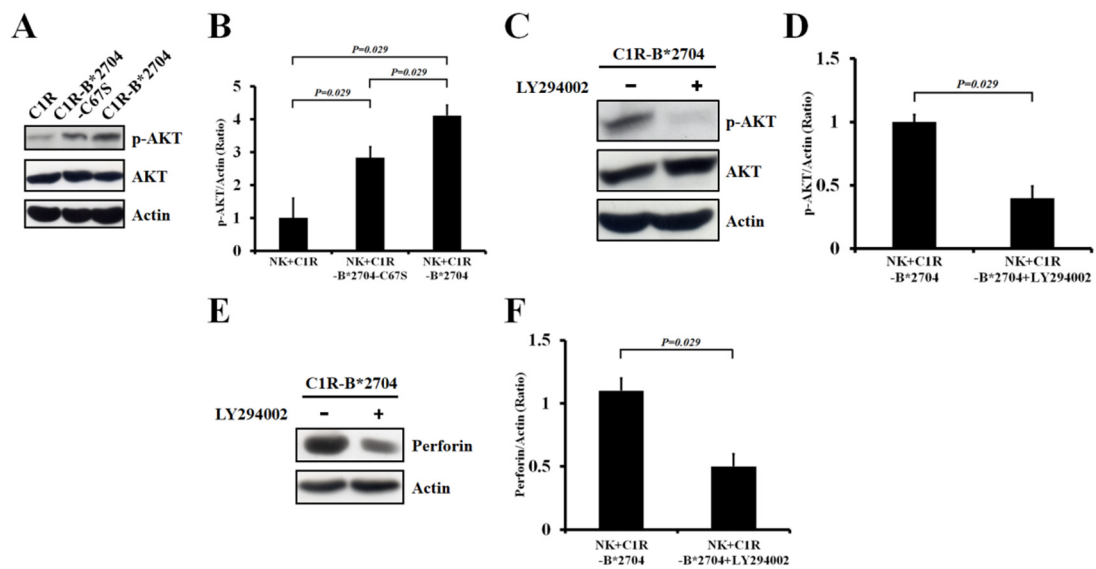 A
C1R
C1R-B*2704
-C67S
C1R-B*2704
p-AKT
AKT
Actin
B
P=0.029
P=0.029
P=0.029
p-AKT/Actin (Ratio)
5
4
3
2
1
0
NK+C1R
NK+C1R
-B*2704-C67S
NK+C1R
-B*2704
C
C1R-B*2704
LY294002
– +
p-AKT
AKT
Actin
D
P=0.029
p-AKT/Actin (Ratio)
1.5
1
0.5
0
NK+C1R
-B*2704
NK+C1R
-B*2704+LY294002
E
C1R-B*2704
LY294002
– +
Perforin
Actin
F
P=0.029
Perforin/Actin (Ratio)
1.5
1
0.5
0
NK+C1R
-B*2704
NK+C1R
-B*2704+LY294002